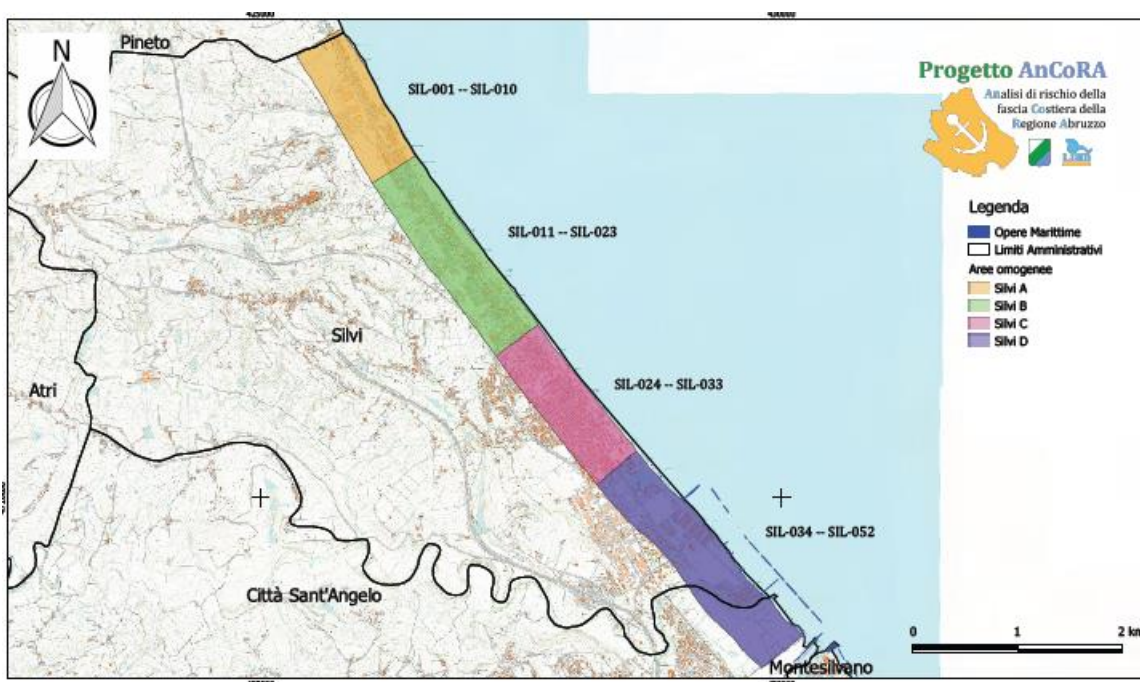 Pineto
N
SIL-001 -- SIL-010
Progetto AnCoRA
Analisi di rischio della
fascia Costiera della
Regione Abruzzo
SIL-011 -- SIL-023
Legenda
Opere Marittime
Limiti Amministrativi
Aree omogenee
Silvi A
Silvi B
Silvi C
Silvi D
Silvi
Atri
SIL-024 -- SIL-033
SIL-034 -- SIL-052
Città Sant'Angelo
0 1 2 km
Montesilvano